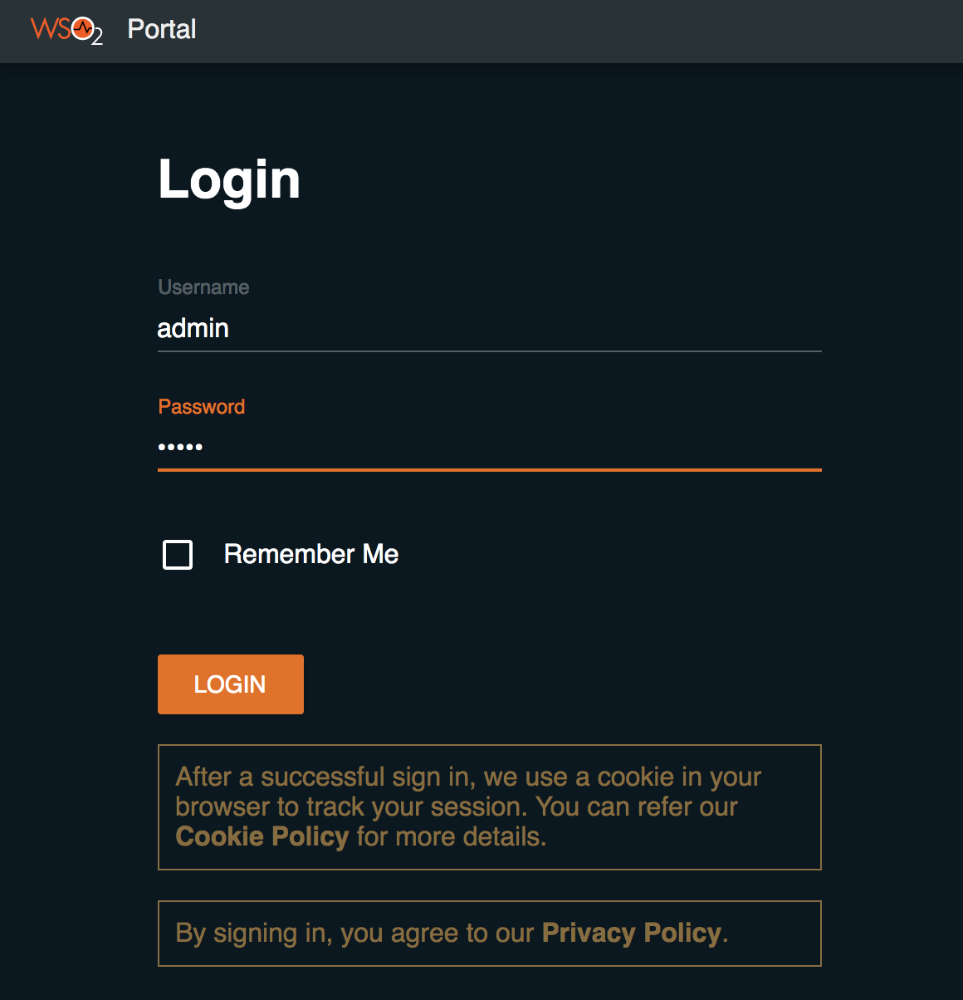 WSO2 Portal
Login
Username
admin
Password
•••••
Remember Me
LOGIN
After a successful sign in, we use a cookie in your
browser to track your session. You can refer our
Cookie Policy for more details.
By signing in, you agree to our Privacy Policy.